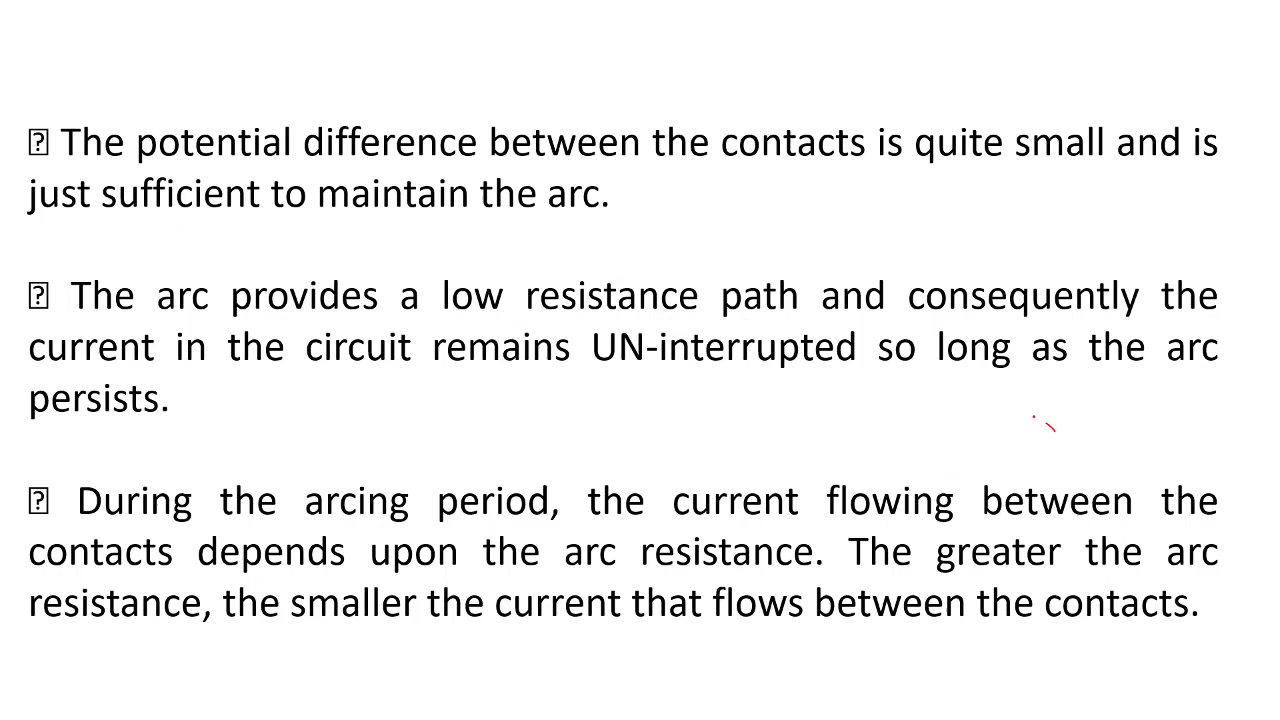 ⍰ The potential difference between the contacts is quite small and is
just sufficient to maintain the arc.
⍰ The arc provides a low resistance path and consequently the
current in the circuit remains UN-interrupted so long as the arc
persists.
⍰ During the arcing period, the current flowing between the
contacts depends upon the arc resistance. The greater the arc
resistance, the smaller the current that flows between the contacts.